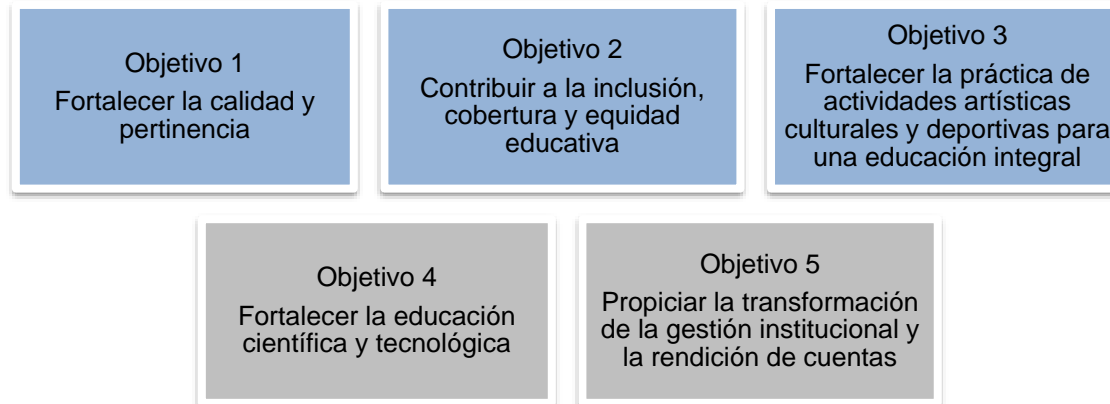 Objetivo 1
Fortalecer la calidad y
pertinencia
Objetivo 2
Contribuir a la inclusión,
cobertura y equidad
educativa
Objetivo 3
Fortalecer la práctica de
actividades artísticas
culturales y deportivas para
una educación integral
Objetivo 4
Fortalecer la educación
científica y tecnológica
Objetivo 5
Propiciar la transformación
de la gestión institucional y
la rendición de cuentas